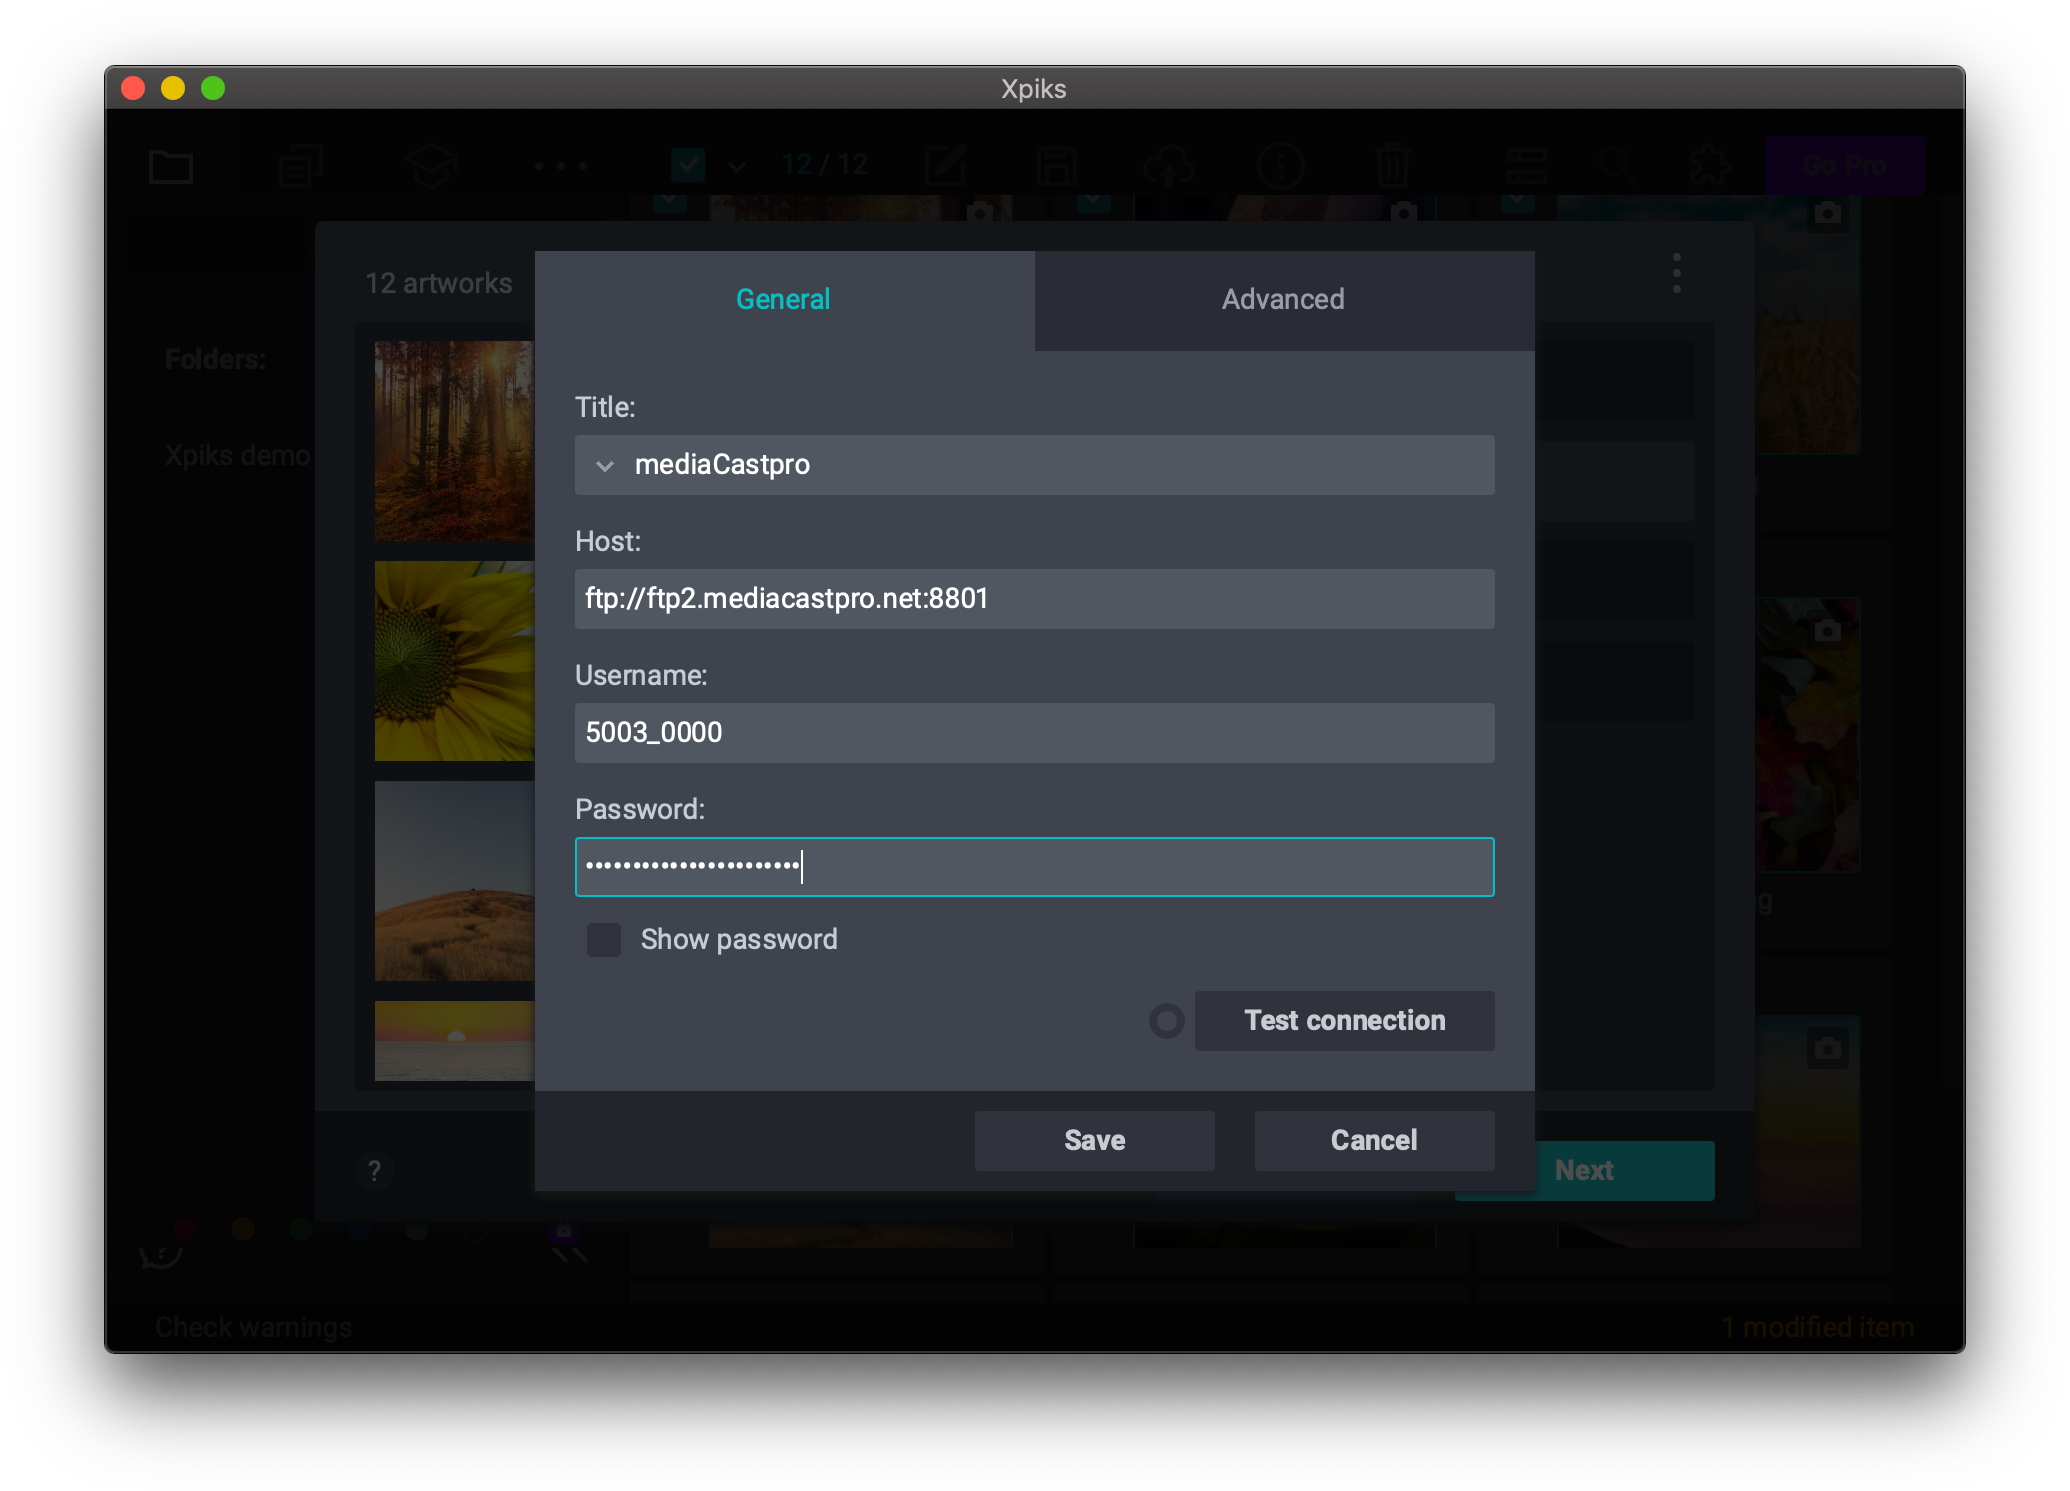 Xpiks
12 / 12
Go Pro
12 artworks
General
Advanced
Folders:
Title:
Xpiks demo
mediaCastpro
Host:
ftp://ftp2.mediacastpro.net:8801
Username:
5003_0000
Password:
•••••••••••••••••••••••
Show password
Test connection
Save
Cancel
Next
?
Check warnings
1 modified item